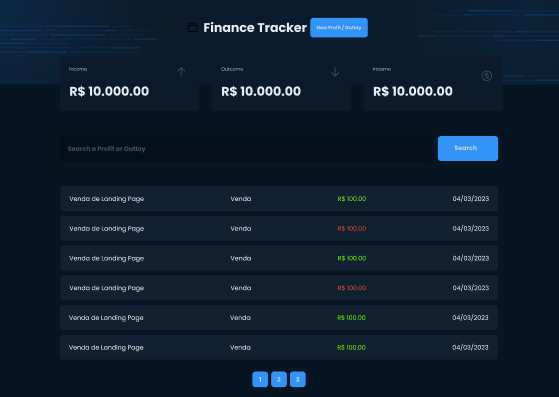 Finance Tracker
New Profit / Outlay
Income
R$ 10.000.00
Outcome
R$ 10.000.00
Income
R$ 10.000.00
Search a Profit or Outlay
Search
Venda de Landing Page Venda R$ 100.00 04/03/2023
Venda de Landing Page Venda R$ 100.00 04/03/2023
Venda de Landing Page Venda R$ 100.00 04/03/2023
Venda de Landing Page Venda R$ 100.00 04/03/2023
Venda de Landing Page Venda R$ 100.00 04/03/2023
Venda de Landing Page Venda R$ 100.00 04/03/2023
1 2 3